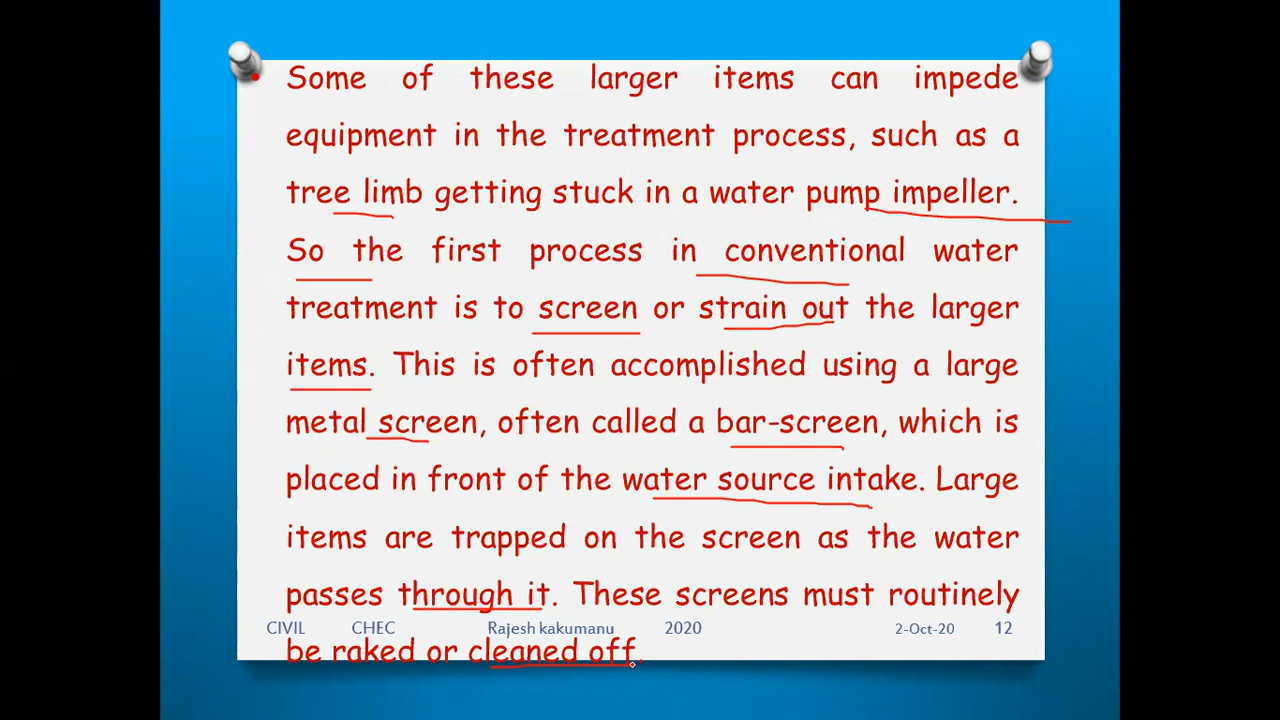 Some of these larger items can impede
equipment in the treatment process, such as a
tree limb getting stuck in a water pump impeller.
So the first process in conventional water
treatment is to screen or strain out the larger
items. This is often accomplished using a large
metal screen, often called a bar-screen, which is
placed in front of the water source intake. Large
items are trapped on the screen as the water
passes through it. These screens must routinely
be raked or cleaned off.
CIVIL CHEC Rajesh kakumanu 2020 2-Oct-20 12